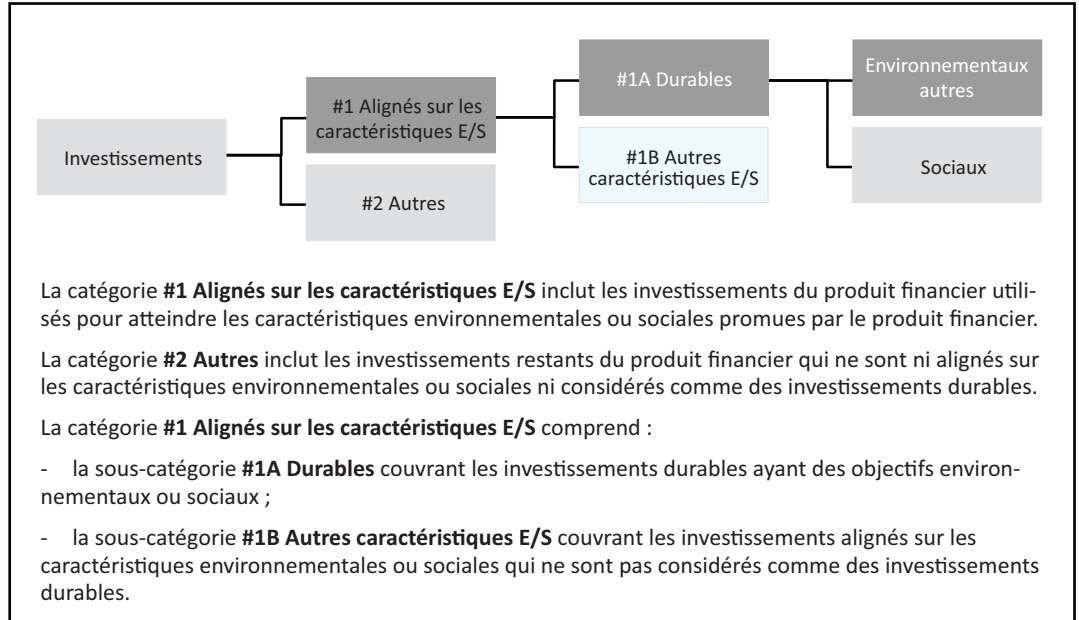 Investissements
#1 Alignés sur les
caractéristiques E/S
#2 Autres
#1A Durables
#1B Autres
caractéristiques E/S
Environnementaux
autres
Sociaux
La catégorie #1 Alignés sur les caractéristiques E/S inclut les investissements du produit financier utili-
sés pour atteindre les caractéristiques environnementales ou sociales promues par le produit financier.
La catégorie #2 Autres inclut les investissements restants du produit financier qui ne sont ni alignés sur
les caractéristiques environnementales ou sociales ni considérés comme des investissements durables.
La catégorie #1 Alignés sur les caractéristiques E/S comprend :
- la sous-catégorie #1A Durables couvrant les investissements durables ayant des objectifs environ-
nementaux ou sociaux ;
- la sous-catégorie #1B Autres caractéristiques E/S couvrant les investissements alignés sur les
caractéristiques environnementales ou sociales qui ne sont pas considérés comme des investissements
durables.